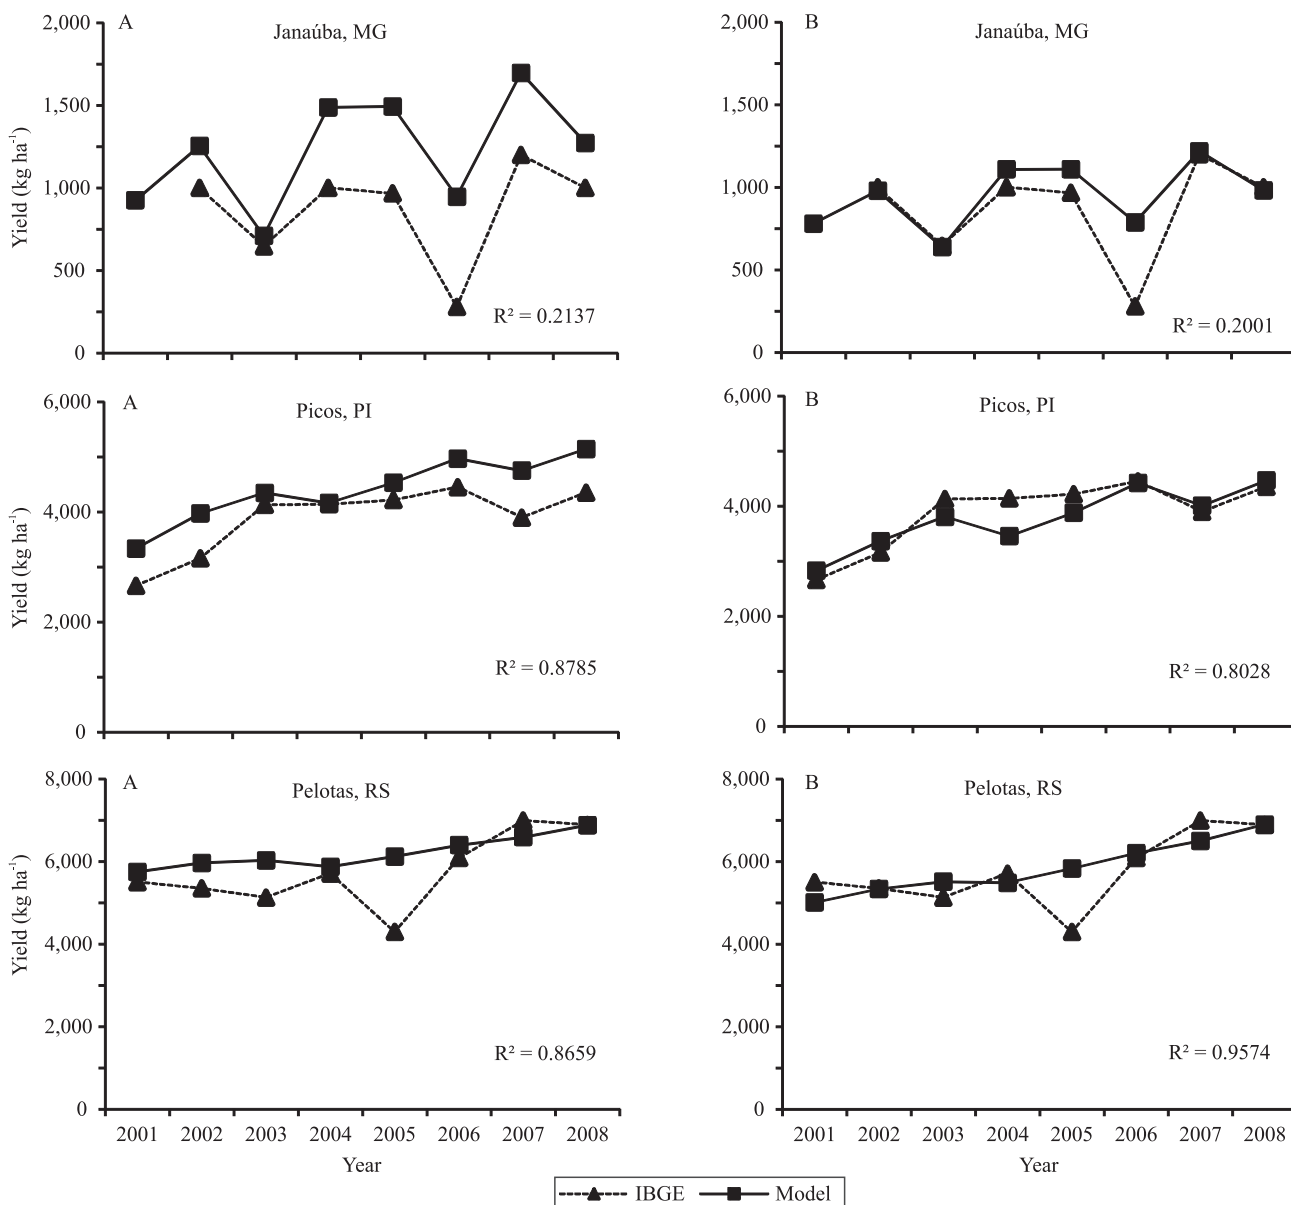 A
Janaúba, MG
2,000
1,500
1,000
500
0
Yield (kg ha⁻¹)
R² = 0.2137
B
Janaúba, MG
2,000
1,500
1,000
500
0
R² = 0.2001
A
Picos, PI
6,000
4,000
2,000
0
Yield (kg ha⁻¹)
R² = 0.8785
B
Picos, PI
6,000
4,000
2,000
0
R² = 0.8028
A
Pelotas, RS
8,000
6,000
4,000
2,000
0
Yield (kg ha⁻¹)
R² = 0.8659
2001 2002 2003 2004 2005 2006 2007 2008
Year
B
Pelotas, RS
8,000
6,000
4,000
2,000
0
R² = 0.9574
2001 2002 2003 2004 2005 2006 2007 2008
Year
IBGE Model